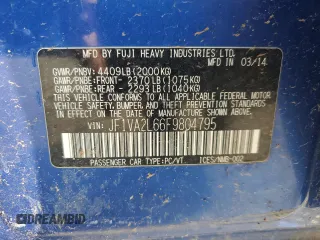 MFD. BY FUJI HEAVY INDUSTRIES LTD.
GVWR/PNBV: 4409LB(2000KG) MFD IN 03/14
GAWR/PNBE:FRONT- 2370LB(1075KG)
GAWR/PNBE:REAR - 2293LB(1040KG)
THIS VEHICLE CONFORMS TO ALL APPLICABLE
FEDERAL MOTOR VEHICLE SAFETY, BUMPER,
AND THEFT PREVENTION STANDARDS IN EFFECT
ON THE DATE OF MANUFACTURE SHOWN ABOVE.
VIN: JF1VA2L66F9804795
PASSENGER CAR TYPE:PC/VT ICES/NMB-002
DREAMBID